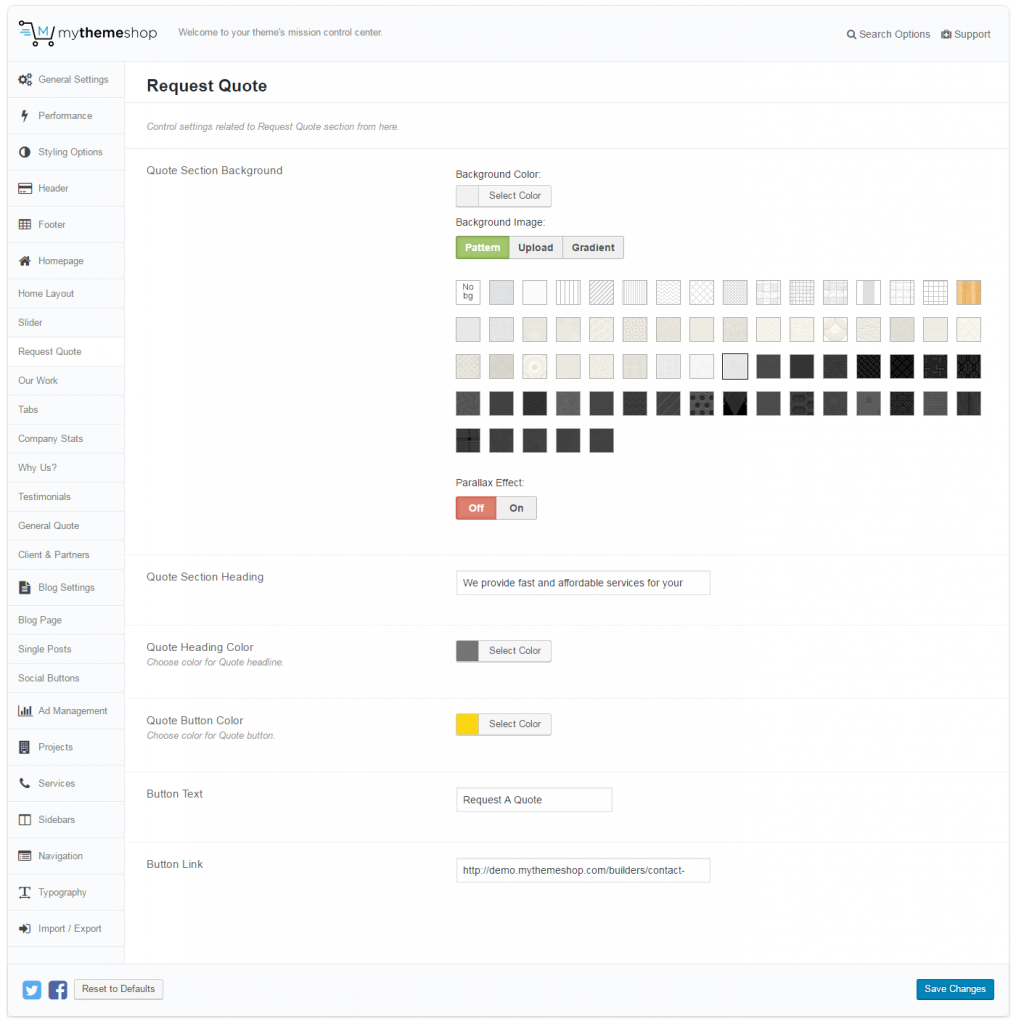 mythemeshop
Welcome to your theme's mission control center.
Search Options
Support
General Settings
Performance
Styling Options
Header
Footer
Homepage
Home Layout
Slider
Request Quote
Our Work
Tabs
Company Stats
Why Us?
Testimonials
General Quote
Client & Partners
Blog Settings
Blog Page
Single Posts
Social Buttons
Ad Management
Projects
Services
Sidebars
Navigation
Typography
Import / Export
Request Quote
Control settings related to Request Quote section from here.
Quote Section Background
Background Color:
Select Color
Background Image:
Pattern
Upload
Gradient
No
bg
Parallax Effect:
Off
On
Quote Section Heading
We provide fast and affordable services for your
Quote Heading Color
Choose color for Quote headline.
Select Color
Quote Button Color
Choose color for Quote button.
Select Color
Button Text
Request A Quote
Button Link
http://demo.mythemeshop.com/builders/contact-
Reset to Defaults
Save Changes